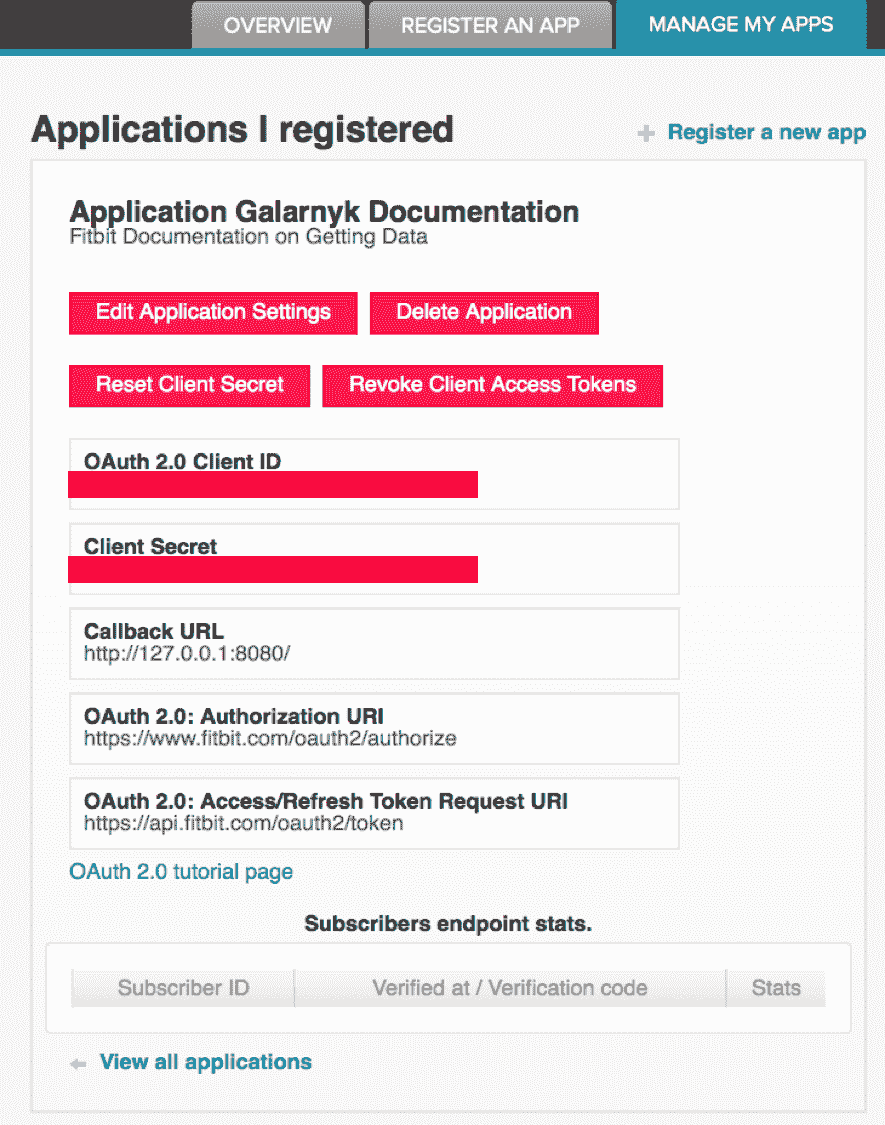 OVERVIEW REGISTER AN APP MANAGE MY APPS
Applications I registered
Register a new app
Application Galarnyk Documentation
Fitbit Documentation on Getting Data
Edit Application Settings Delete Application
Reset Client Secret Revoke Client Access Tokens
OAuth 2.0 Client ID
Client Secret
Callback URL
http://127.0.0.1:8080/
OAuth 2.0: Authorization URI
https://www.fitbit.com/oauth2/authorize
OAuth 2.0: Access/Refresh Token Request URI
https://api.fitbit.com/oauth2/token
OAuth 2.0 tutorial page
Subscribers endpoint stats.
Subscriber ID Verified at / Verification code Stats
View all applications